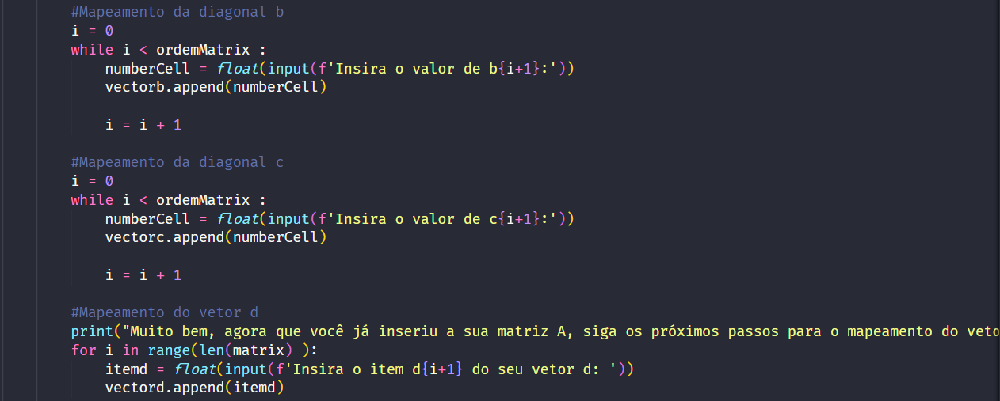 #Mapeamento da diagonal b
i = 0
while i < ordemMatrix :
numberCell = float(input(f'Insira o valor de b{i+1}:'))
vectorb.append(numberCell)
i = i + 1
#Mapeamento da diagonal c
i = 0
while i < ordemMatrix :
numberCell = float(input(f'Insira o valor de c{i+1}:'))
vectorc.append(numberCell)
i = i + 1
#Mapeamento do vetor d
print("Muito bem, agora que você já inseriu a sua matriz A, siga os próximos passos para o mapeamento do veto
for i in range(len(matrix) ):
itemd = float(input(f'Insira o item d{i+1} do seu vetor d: '))
vectord.append(itemd)